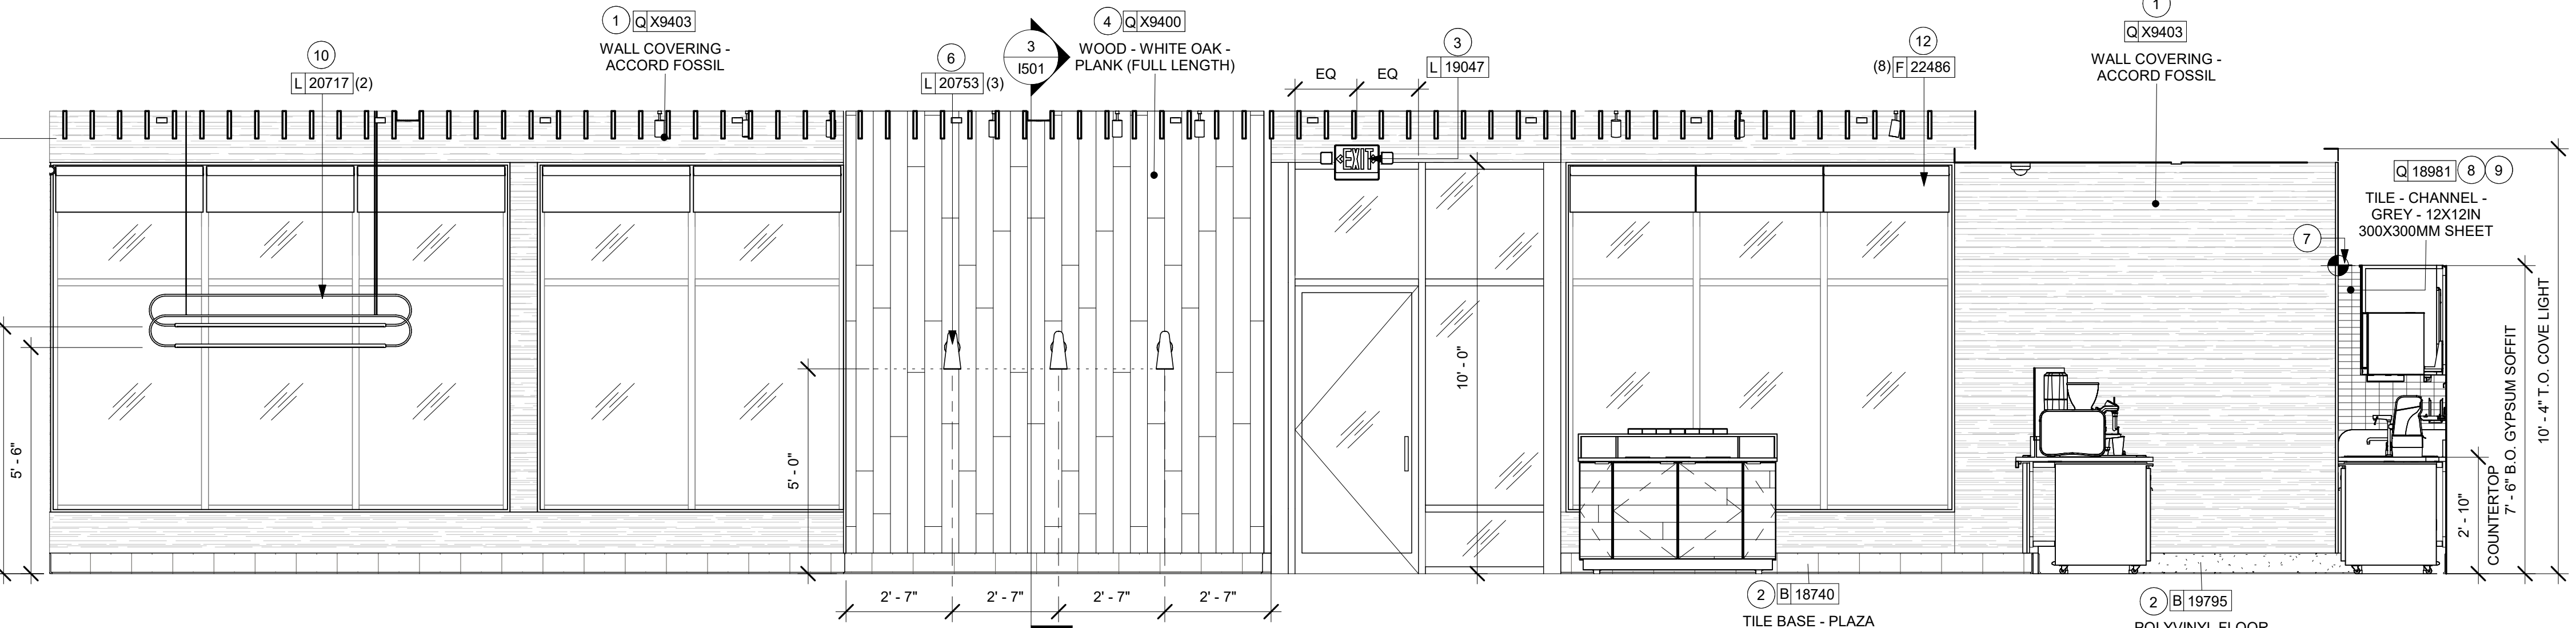 1 Q X9403
WALL COVERING -
ACCORD FOSSIL
10
L 20717 (2)
6
L 20753 (3)
3
I501
4 Q X9400
WOOD - WHITE OAK -
PLANK (FULL LENGTH)
3
L 19047
EQ EQ
12
(8) F 22486
1
Q X9403
WALL COVERING -
ACCORD FOSSIL
EXIT
Q 18981 8 9
TILE - CHANNEL -
GREY - 12X12IN
300X300MM SHEET
7
5' - 6"
5' - 0"
10' - 0"
2' - 10"
COUNTERTOP
7' - 6" B.O. GYPSUM SOFFIT
10' - 4" T.O. COVE LIGHT
2' - 7" 2' - 7" 2' - 7" 2' - 7"
2 B 18740
TILE BASE - PLAZA
2 B 19795
POLYVINYL FLOOR